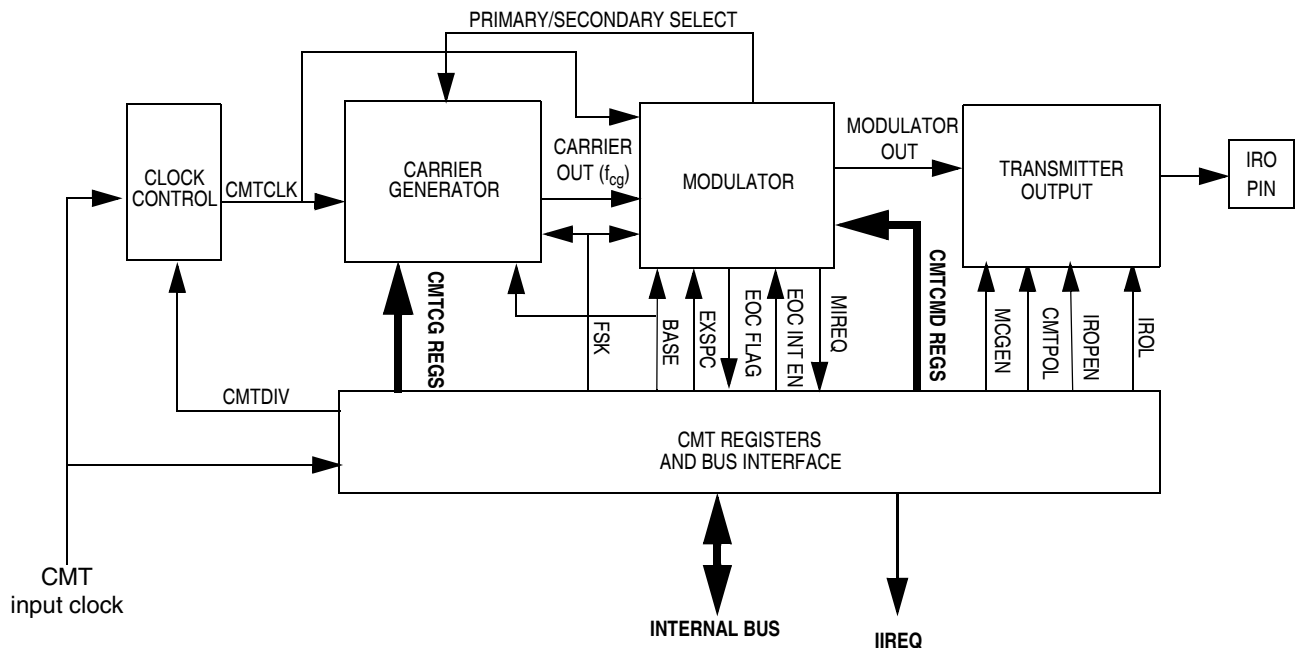 PRIMARY/SECONDARY SELECT
CLOCK
CONTROL
CMTCLK
CARRIER
GENERATOR
CARRIER
OUT (fcg)
MODULATOR
MODULATOR
OUT
TRANSMITTER
OUTPUT
IRO
PIN
CMTDIV
CMTCG REGS
FSK
BASE
EXSPC
EOC FLAG
EOC INT EN
MIREQ
CMTCMD REGS
MCGEN
CMTPOL
IROPEN
IROL
CMT REGISTERS
AND BUS INTERFACE
CMT
input clock
INTERNAL BUS
IIREQ